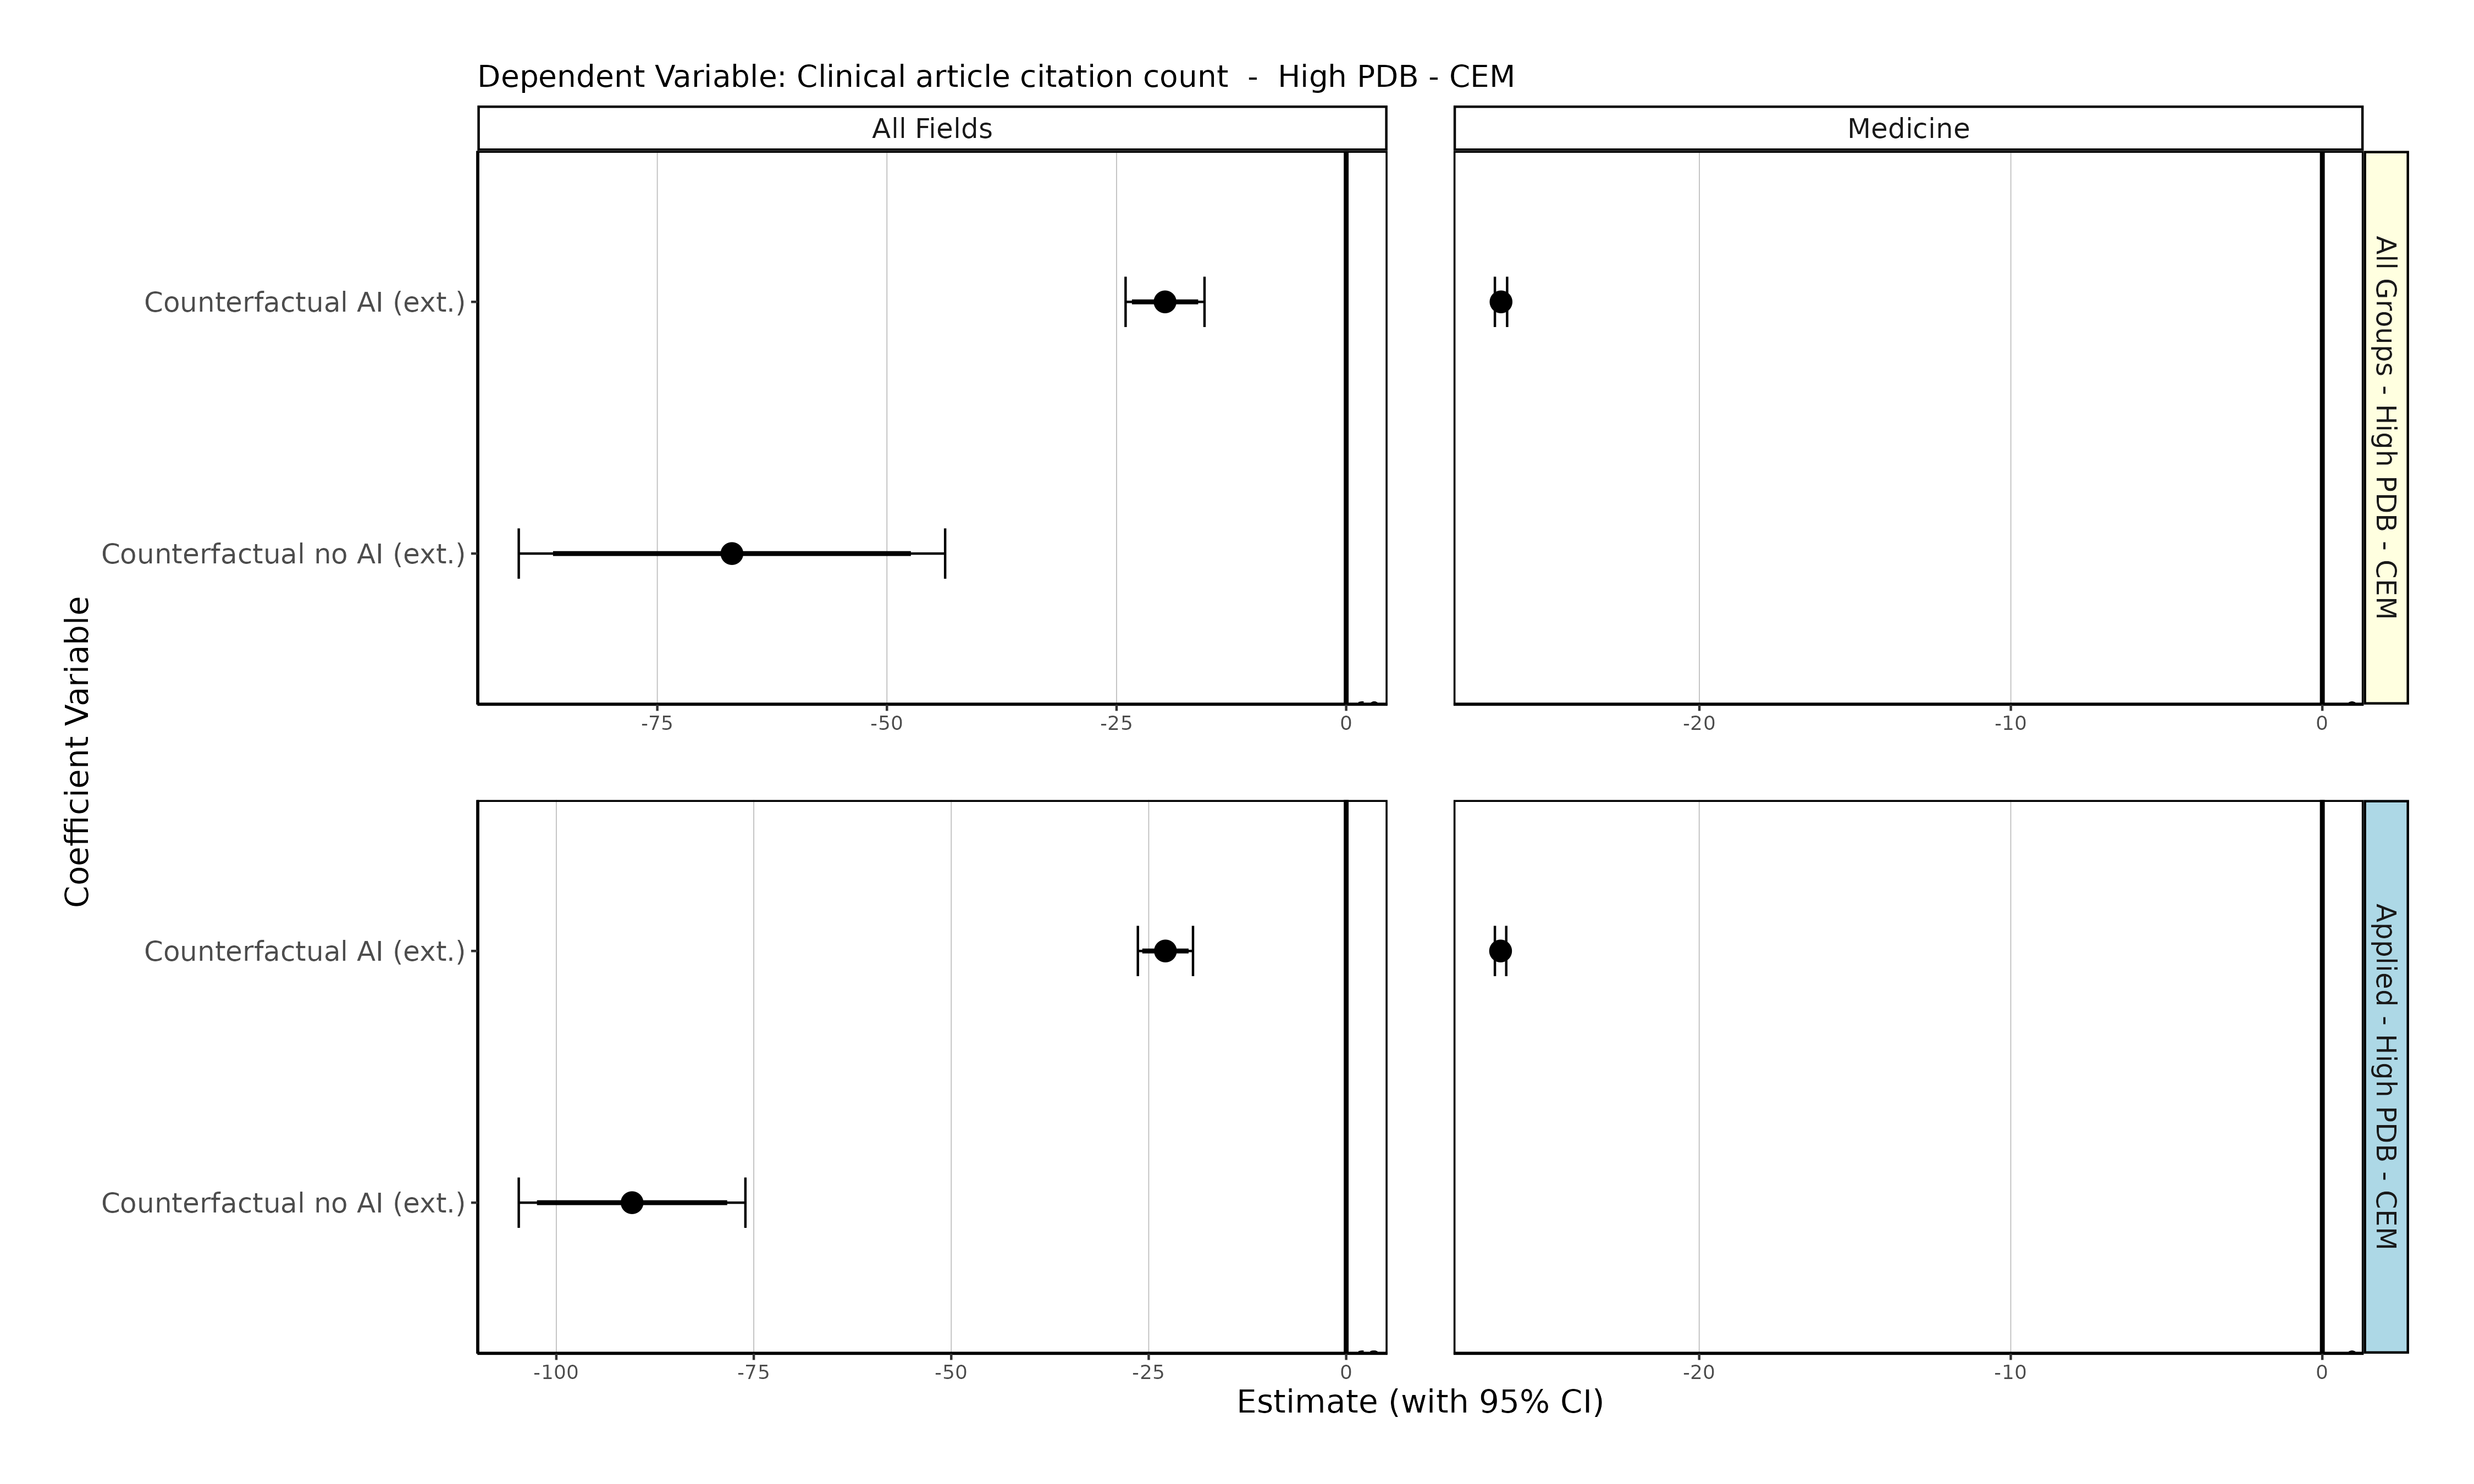 Dependent Variable: Clinical article citation count  -  High PDB - CEM
All Fields
Medicine
Counterfactual AI (ext.)
Counterfactual no AI (ext.)
-75
-50
-25
0
-20
-10
0
All Groups - High PDB - CEM
Coefficient Variable
Counterfactual AI (ext.)
Counterfactual no AI (ext.)
-100
-75
-50
-25
0
-20
-10
0
Applied - High PDB - CEM
Estimate (with 95% CI)